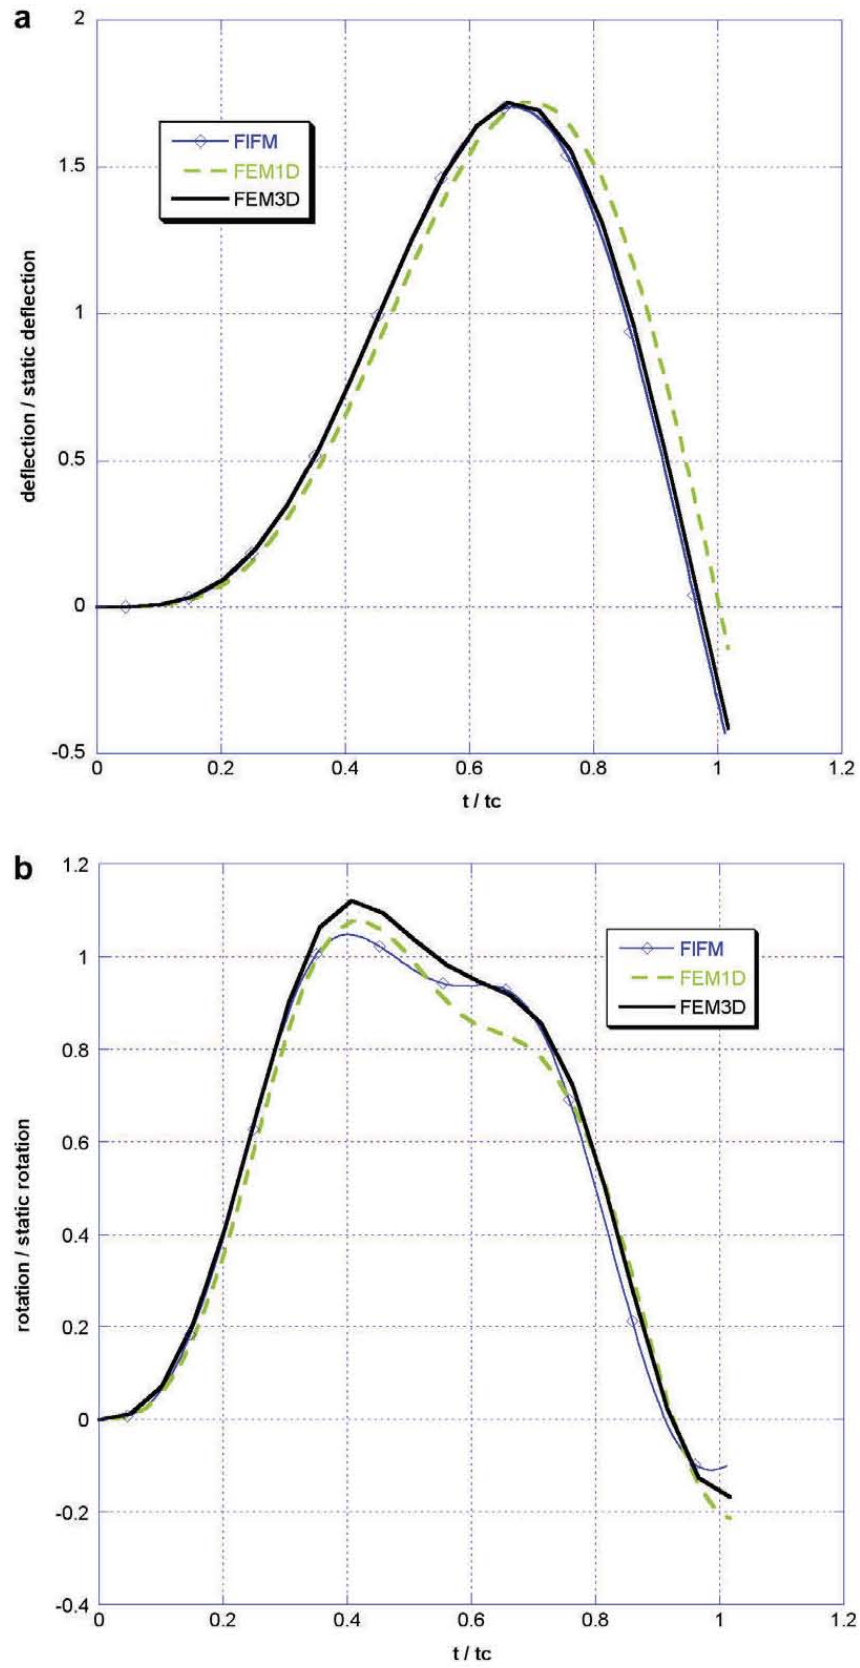 a
2
1.5
1
0.5
0
-0.5
0
0.2
0.4
0.6
0.8
1
1.2
deflection / static deflection
t / tc
FIFM
FEM1D
FEM3D
b
1.2
1
0.8
0.6
0.4
0.2
0
-0.2
-0.4
0
0.2
0.4
0.6
0.8
1
1.2
rotation / static rotation
t / tc
FIFM
FEM1D
FEM3D